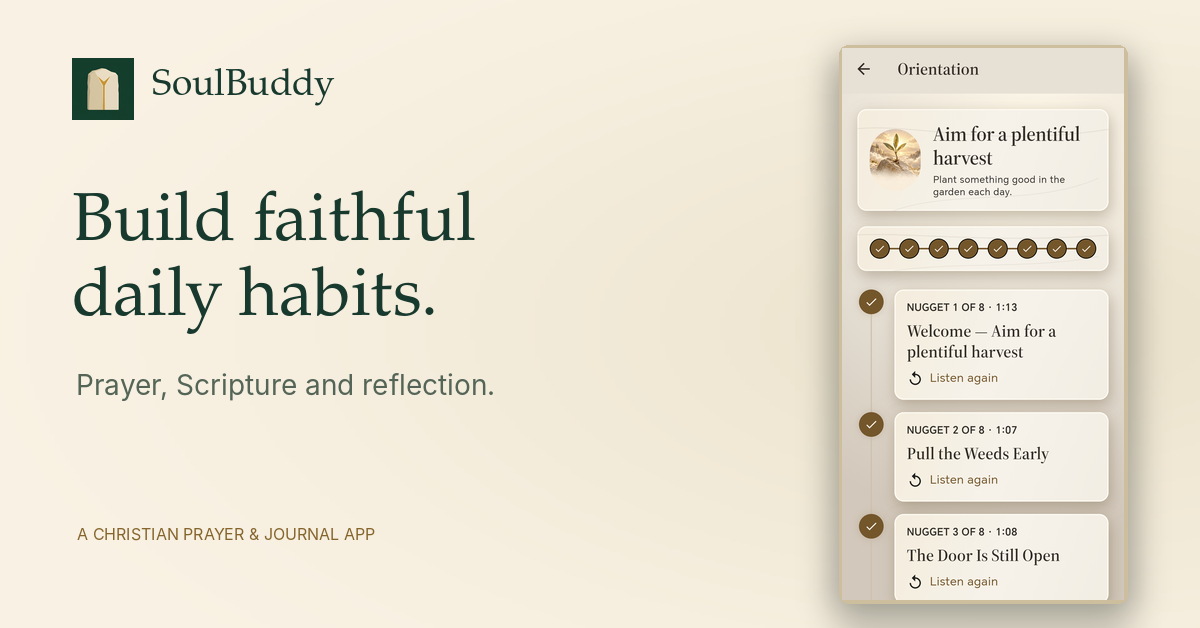 SoulBuddy
Build faithful
daily habits.
Prayer, Scripture and reflection.
A CHRISTIAN PRAYER & JOURNAL APP
Orientation
Aim for a plentiful
harvest
Plant something good in the
garden each day.
NUGGET 1 OF 8 · 1:13
Welcome — Aim for a
plentiful harvest
Listen again
NUGGET 2 OF 8 · 1:07
Pull the Weeds Early
Listen again
NUGGET 3 OF 8 · 1:08
The Door Is Still Open
Listen again